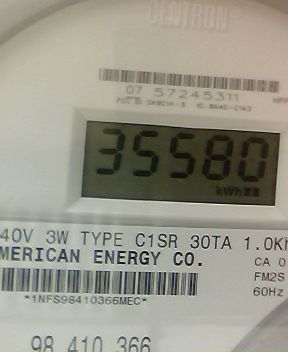 CENTRON®
07 57245311
35580
kWh
40V 3W TYPE C1SR 30TA 1.0Kh
MERICAN ENERGY CO.
CA 0
FM2S
*1NFS98410366MEC*
60Hz
98 410 366